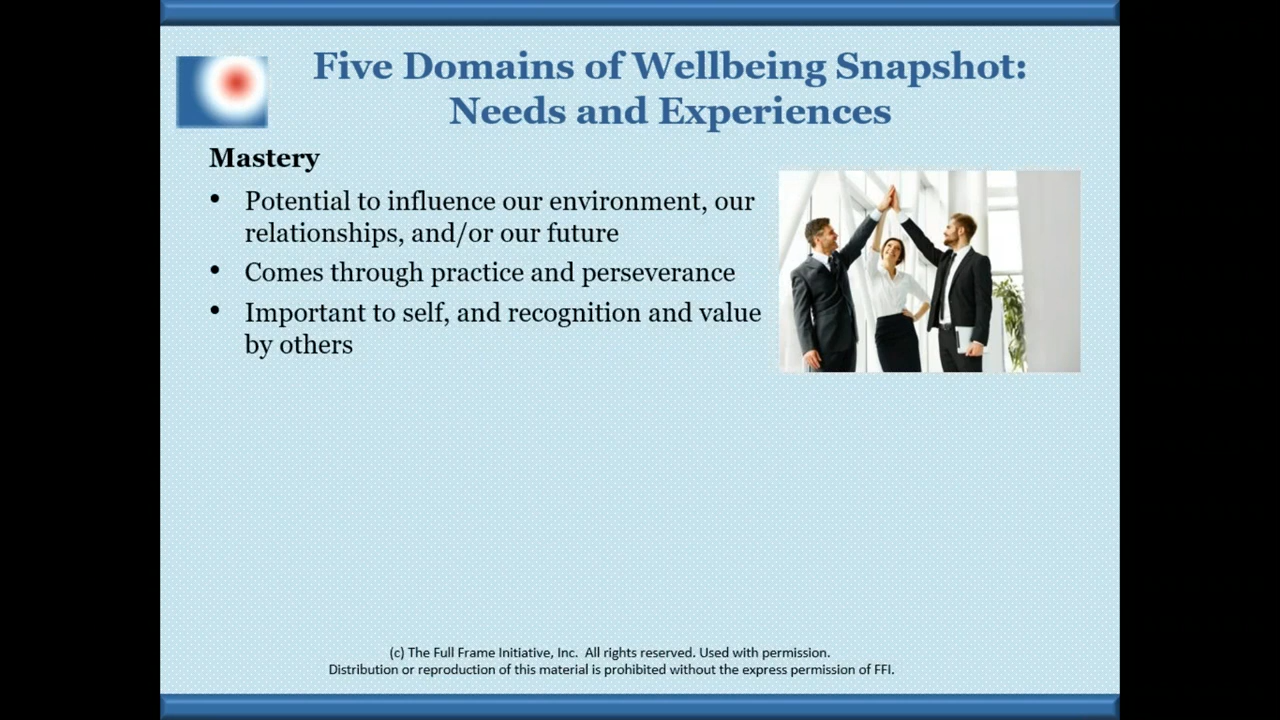 Five Domains of Wellbeing Snapshot:
Needs and Experiences
Mastery
• Potential to influence our environment, our
relationships, and/or our future
• Comes through practice and perseverance
• Important to self, and recognition and value
by others
(c) The Full Frame Initiative, Inc.  All rights reserved. Used with permission.
Distribution or reproduction of this material is prohibited without the express permission of FFI.